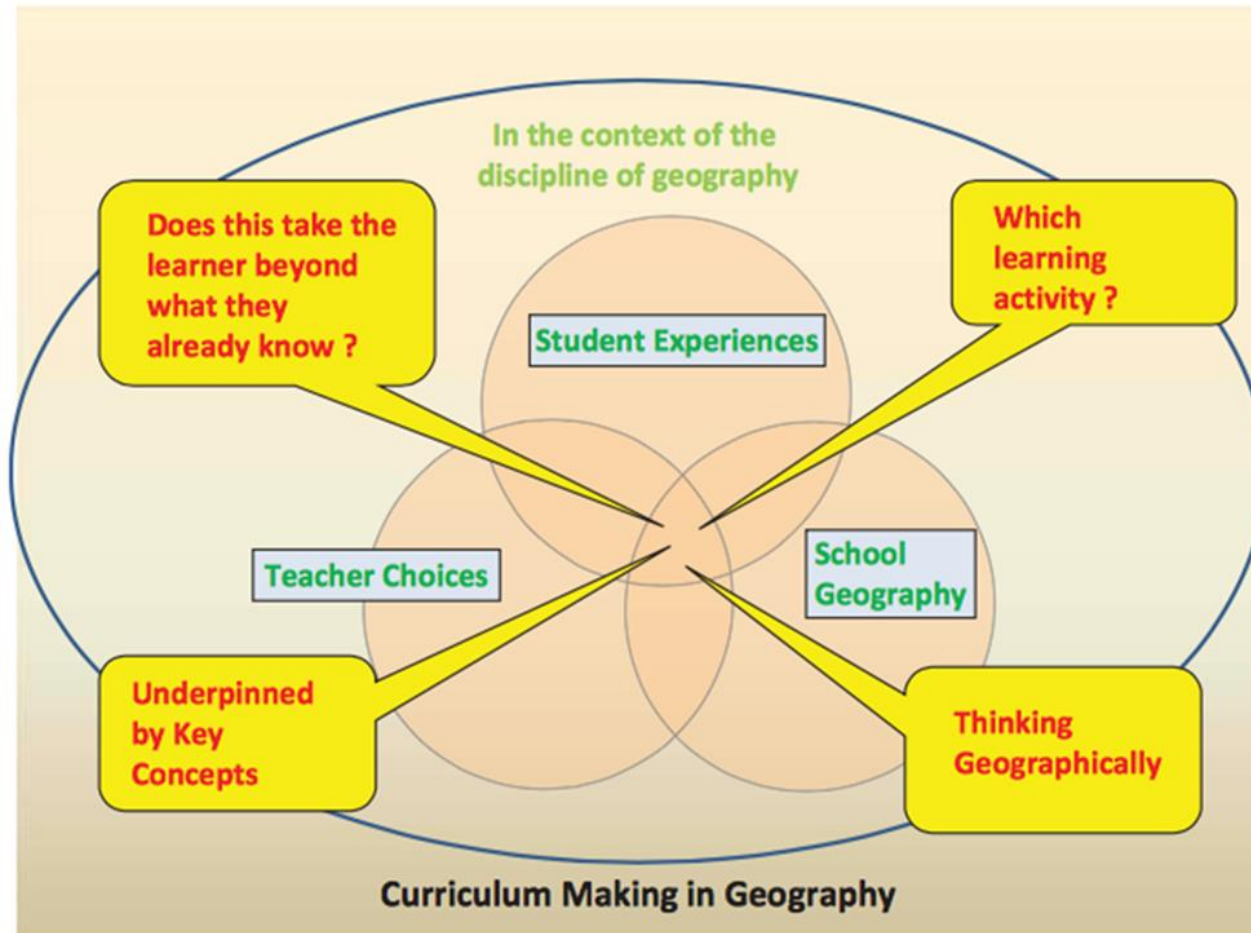 In the context of the
discipline of geography
Does this take the
learner beyond
what they
already know ?
Which
learning
activity ?
Student Experiences
Teacher Choices
School
Geography
Underpinned
by Key
Concepts
Thinking
Geographically
Curriculum Making in Geography